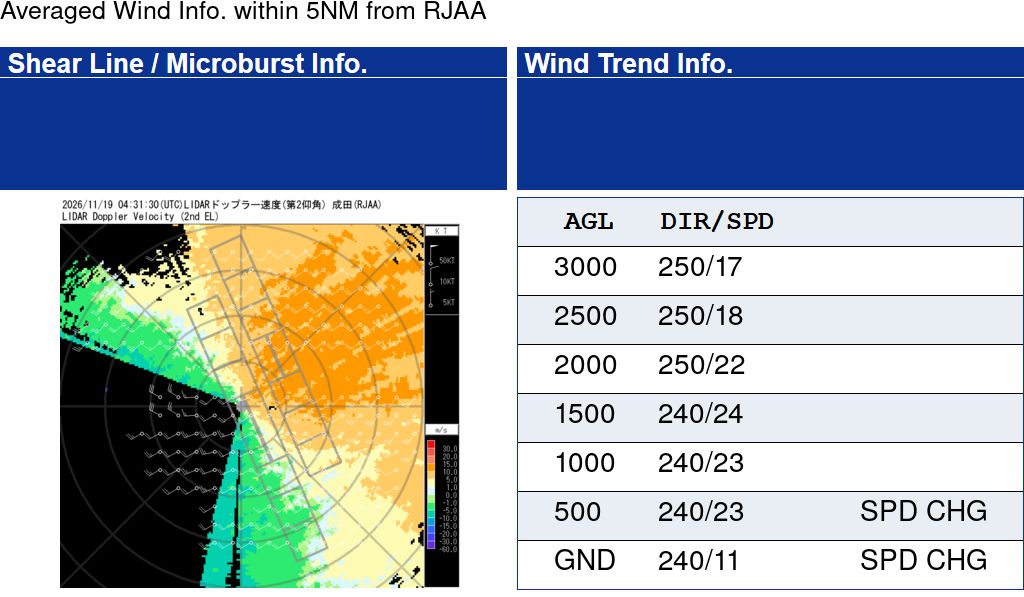 Averaged Wind Info. within 5NM from RJAA
Shear Line / Microburst Info.
Wind Trend Info.
2026/11/19 04:31:30(UTC)LIDARドップラー速度(第2仰角) 成田(RJAA)
LIDAR Doppler Velocity (2nd EL)
KT
50KT
10KT
5KT
m/s
30.0
20.0
15.0
10.0
5.0
1.0
0.0
-1.0
-5.0
-10.0
-15.0
-20.0
-30.0
-60.0
AGL DIR/SPD
3000 250/17
2500 250/18
2000 250/22
1500 240/24
1000 240/23
500 240/23 SPD CHG
GND 240/11 SPD CHG